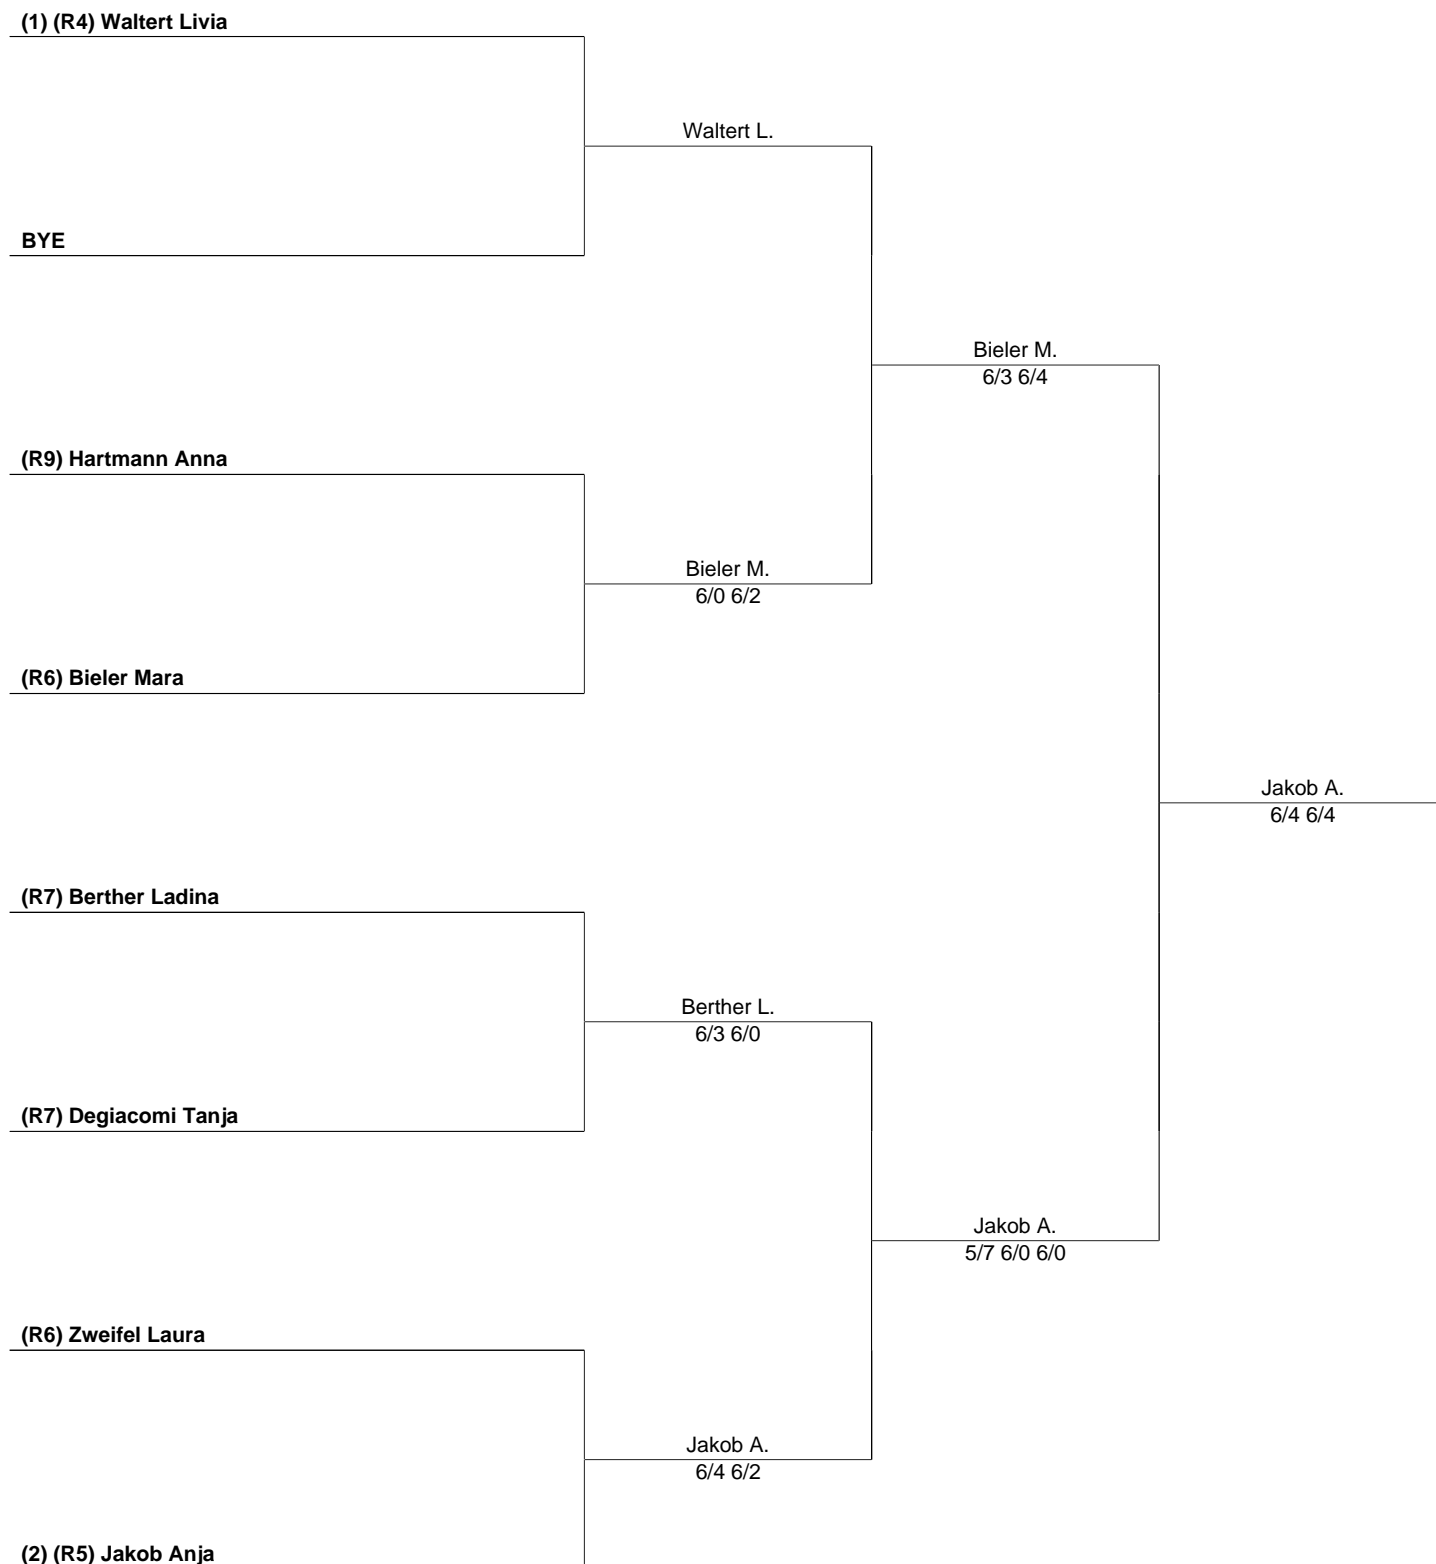 (1) (R4) Waltert Livia
Waltert L.
BYE
Bieler M.
6/3 6/4
(R9) Hartmann Anna
Bieler M.
6/0 6/2
(R6) Bieler Mara
Jakob A.
6/4 6/4
(R7) Berther Ladina
Berther L.
6/3 6/0
(R7) Degiacomi Tanja
Jakob A.
5/7 6/0 6/0
(R6) Zweifel Laura
Jakob A.
6/4 6/2
(2) (R5) Jakob Anja